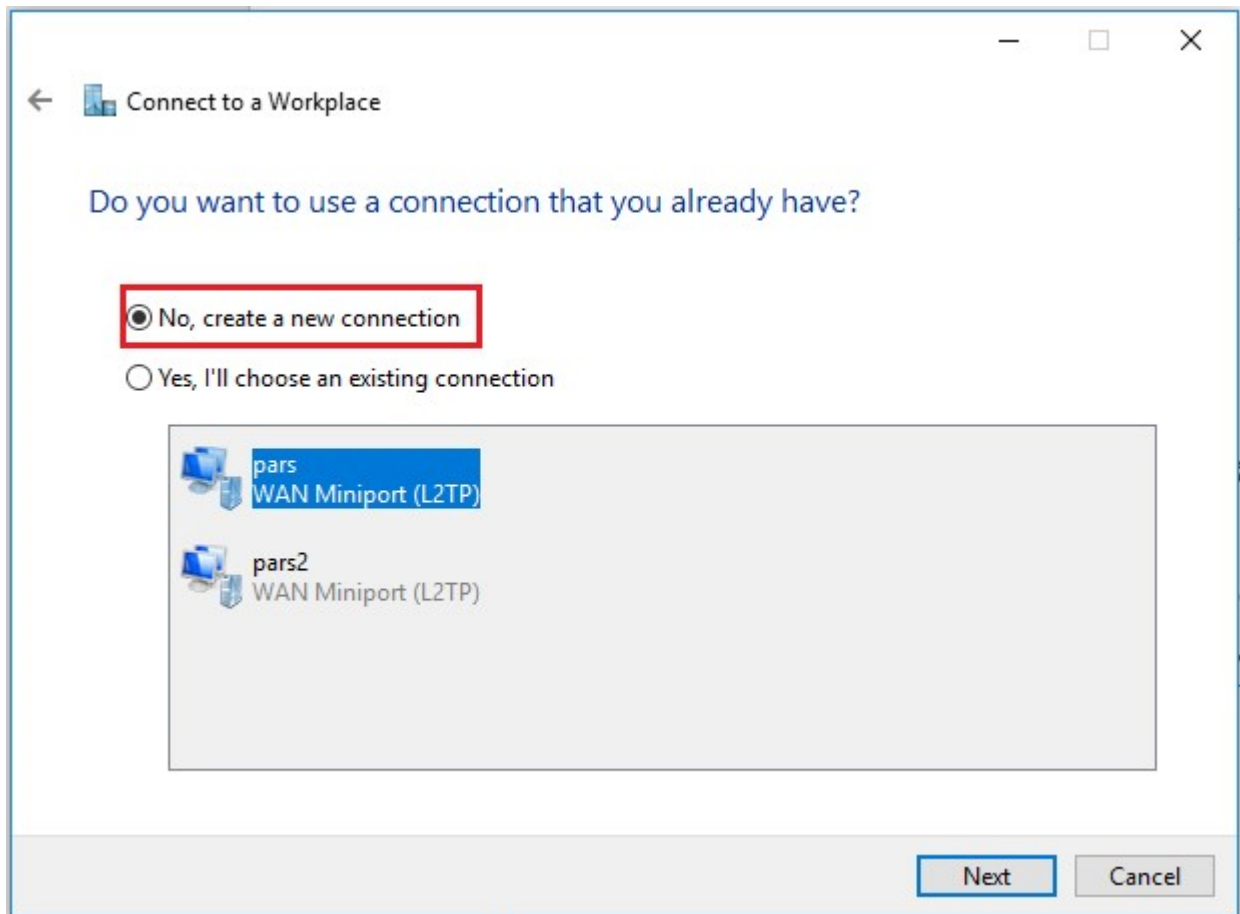 Connect to a Workplace
Do you want to use a connection that you already have?
No, create a new connection
Yes, I'll choose an existing connection
pars
WAN Miniport (L2TP)
pars2
WAN Miniport (L2TP)
Next
Cancel